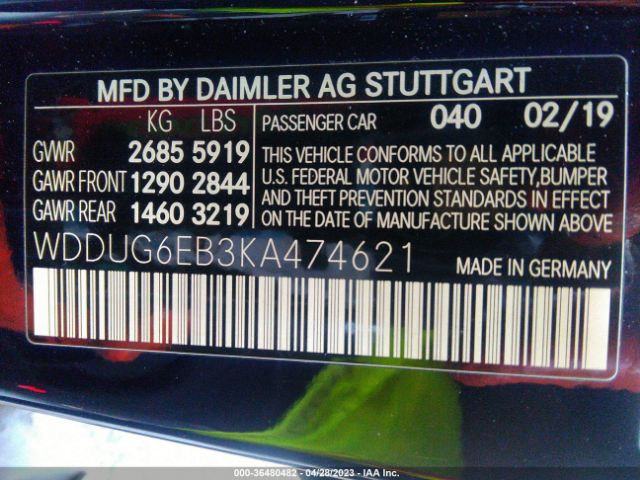 MFD BY DAIMLER AG STUTTGART
KG LBS
GVWR 2685 5919
GAWR FRONT 1290 2844
GAWR REAR 1460 3219
PASSENGER CAR 040 02/19
THIS VEHICLE CONFORMS TO ALL APPLICABLE
U.S. FEDERAL MOTOR VEHICLE SAFETY,BUMPER
AND THEFT PREVENTION STANDARDS IN EFFECT
ON THE DATE OF MANUFACTURE SHOWN ABOVE
WDDUG6EB3KA474621 MADE IN GERMANY
000-36480482 - 04/28/2023 - IAA Inc.